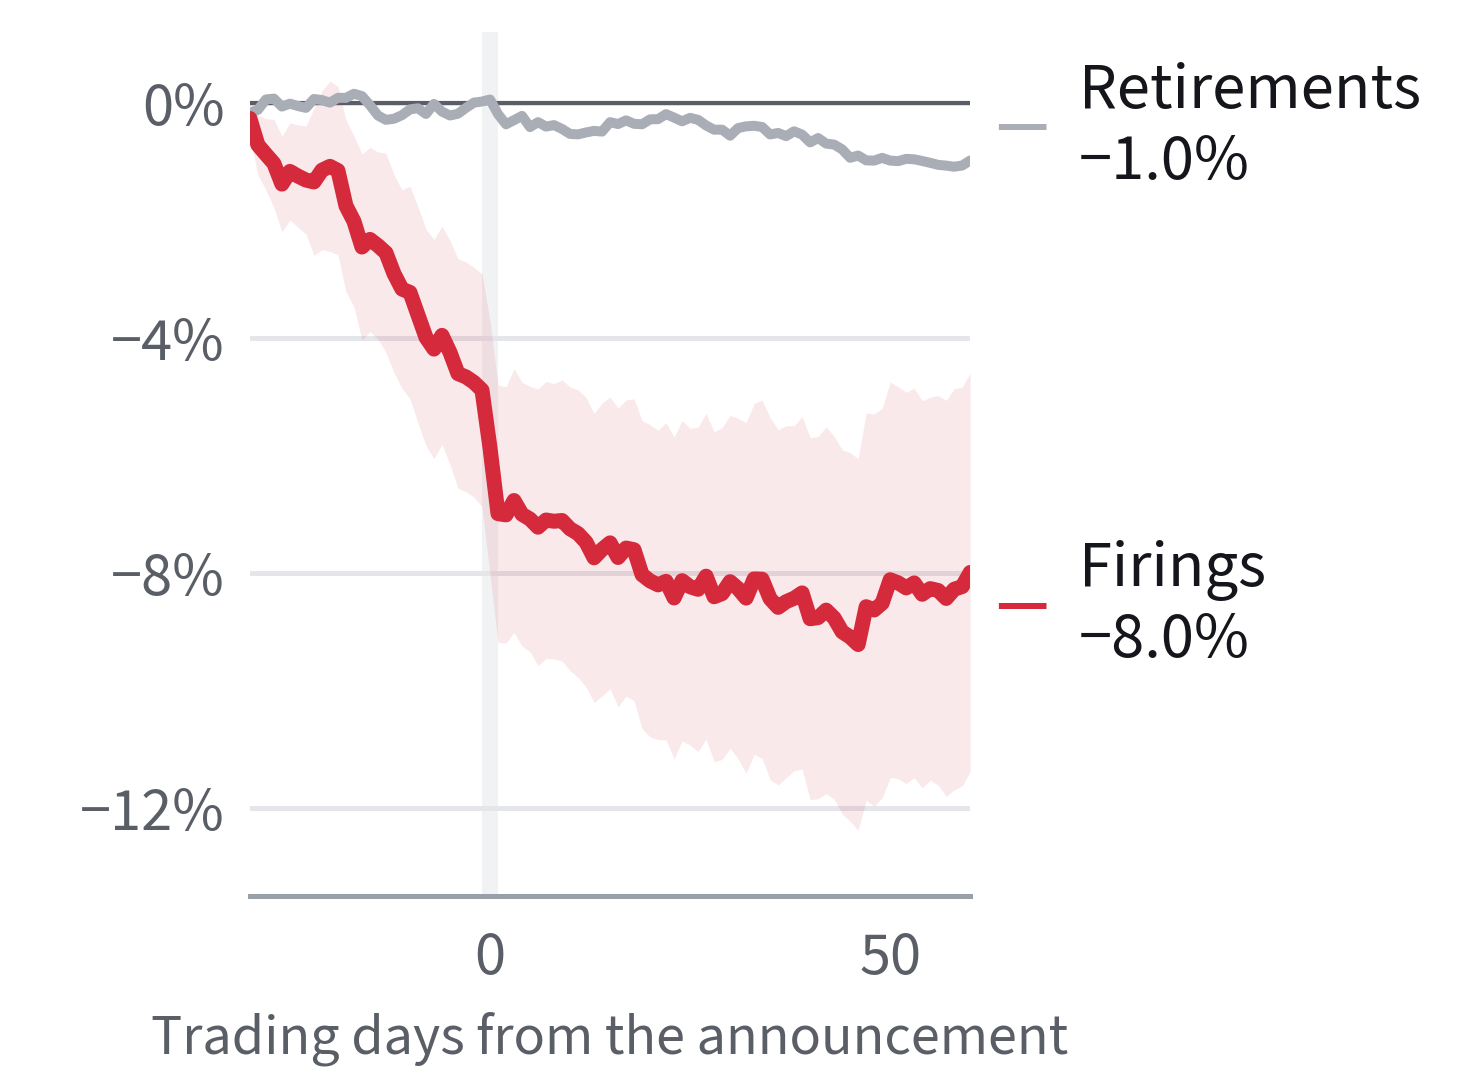 0%
−4%
−8%
−12%
Retirements
−1.0%
Firings
−8.0%
0
50
Trading days from the announcement